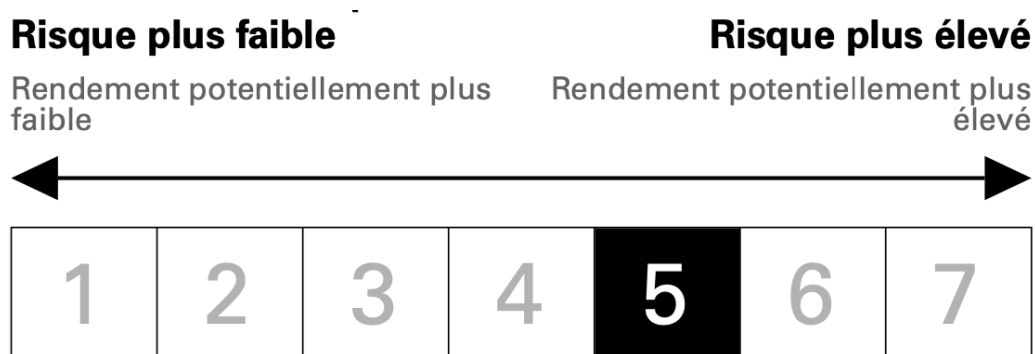 Risque plus faible
Risque plus élevé
Rendement potentiellement plus
faible
Rendement potentiellement plus
élevé
1 2 3 4 5 6 7